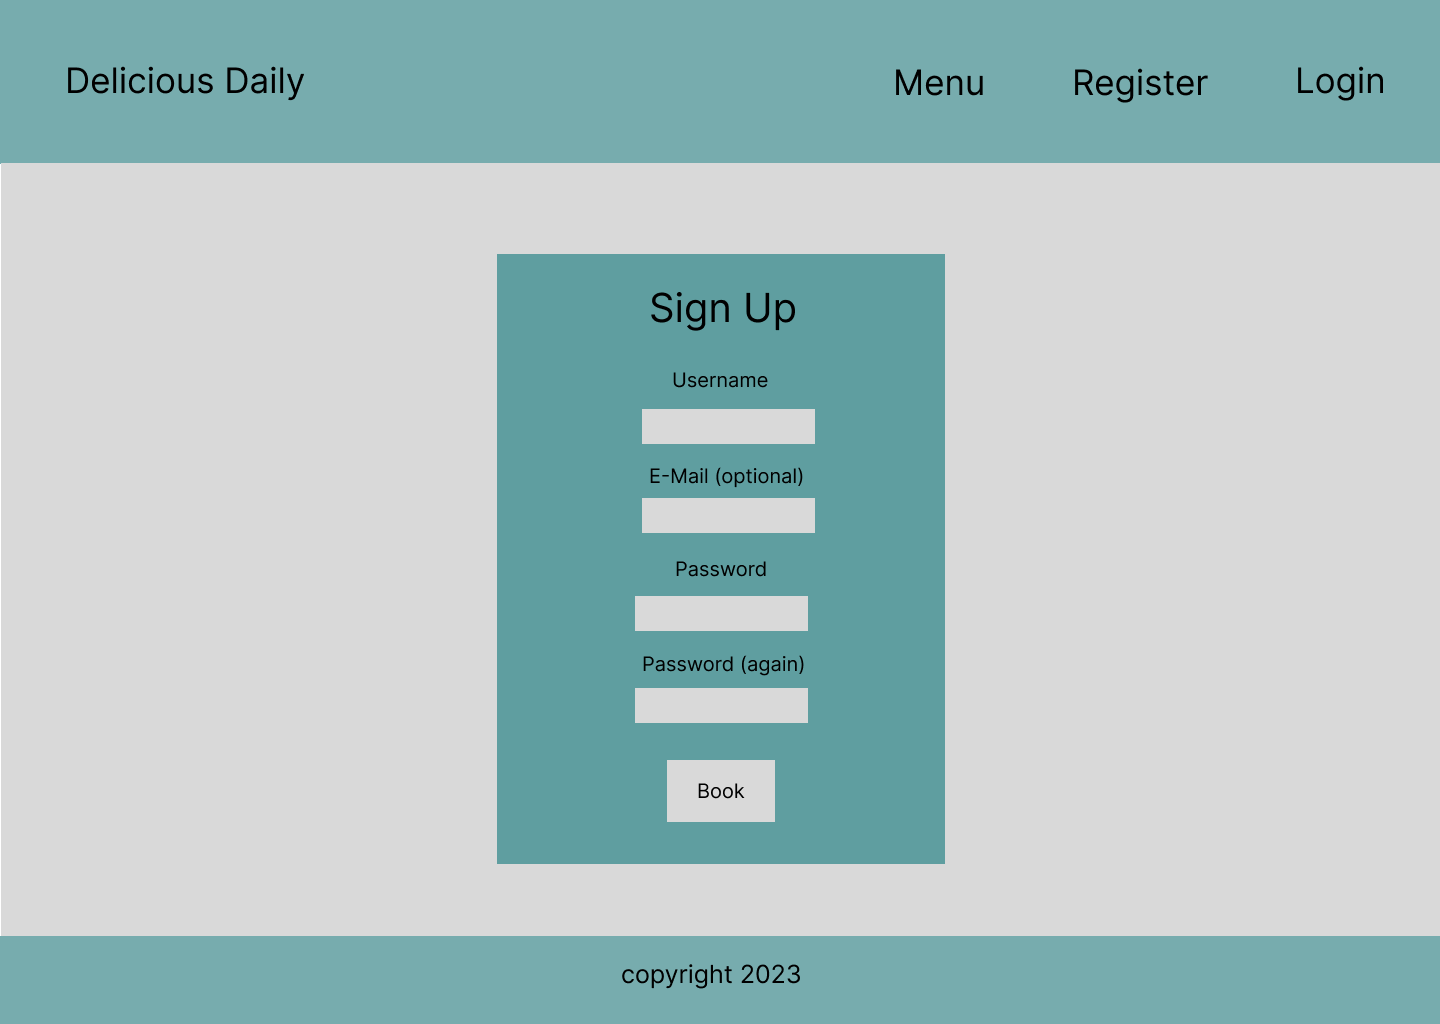 Delicious Daily
Menu
Register
Login
Sign Up
Username
E-Mail (optional)
Password
Password (again)
Book
copyright 2023